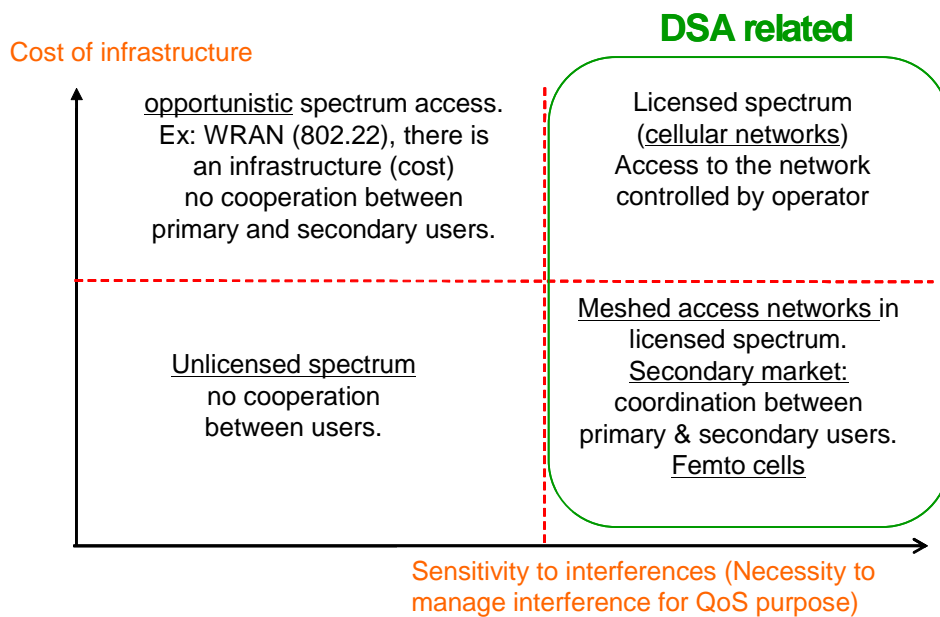 DSA related
Cost of infrastructure
opportunistic spectrum access.
Ex: WRAN (802.22), there is
an infrastructure (cost)
no cooperation between
primary and secondary users.
Licensed spectrum
(cellular networks)
Access to the network
controlled by operator
Unlicensed spectrum
no cooperation
between users.
Meshed access networks in
licensed spectrum.
Secondary market:
coordination between
primary & secondary users.
Femto cells
Sensitivity to interferences (Necessity to
manage interference for QoS purpose)